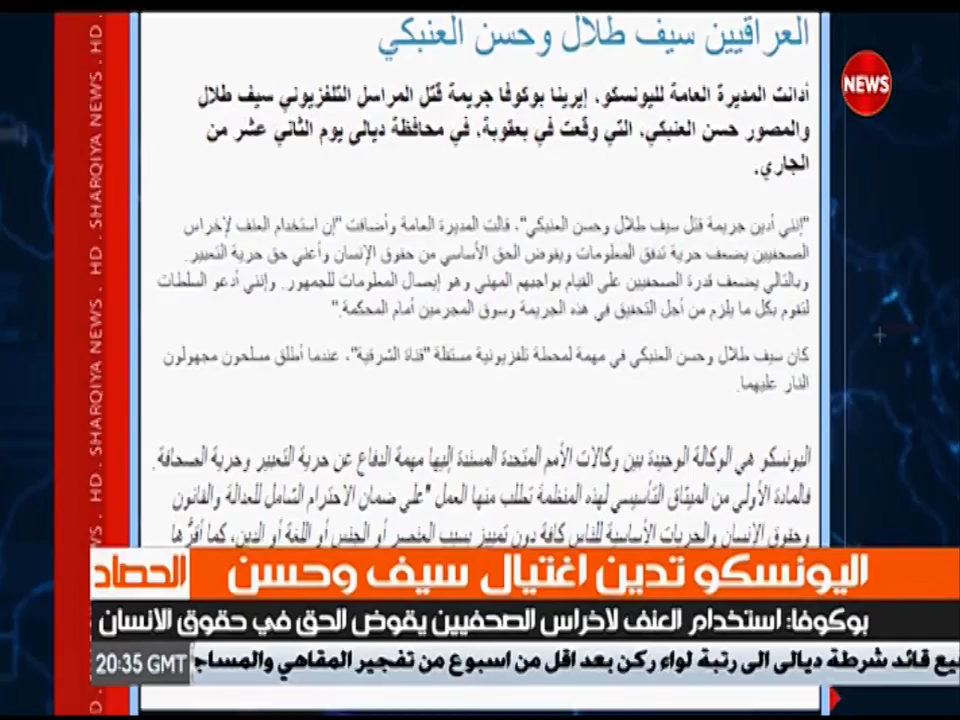 العراقيين سيف طلال وحسن العنبكي
NEWS
أدانت المديرة العامة لليونسكو، إيرينا بوكوفا جريمة قتل المراسل التلفزيوني سيف طلال
والمصور حسن العنبكي، التي وقعت في بعقوبة، في محافظة ديالى يوم الثاني عشر من
الجاري.
"إنني أدين جريمة قتل سيف طلال وحسن العنبكي"، قالت المديرة العامة وأضافت "إن استخدام العنف لإخراس
الصحفيين يضعف حرية تدفق المعلومات ويقوض الحق الأساسي من حقوق الإنسان وأعني حق حرية التعبير.
وبالتالي يضعف قدرة الصحفيين على القيام بواجبهم المهني وهو إيصال المعلومات للجمهور. وإنني أدعو السلطات
لتقوم بكل ما يلزم من أجل التحقيق في هذه الجريمة وسوق المجرمين أمام المحكمة."
كان سيف طلال وحسن العنبكي في مهمة لمحطة تلفزيونية مستقلة "قناة الشرقية"، عندما أطلق مسلحون مجهولون
النار عليهما.
اليونسكو هي الوكالة الوحيدة بين وكالات الأمم المتحدة المسندة إليها مهمة الدفاع عن حرية التعبير وحرية الصحافة.
فالمادة الأولى من الميثاق التأسيسي لهذه المنظمة تطلب منها العمل "على ضمان الاحترام الشامل للعدالة والقانون
وحقوق الإنسان والحريات الأساسية للناس كافة دون تمييز بسبب العنصر أو الجنس أو اللغة أو الدين، كما أقرَّها
اليونسكو تدين اغتيال سيف وحسن
الحصاد
بوكوفا: استخدام العنف لاخراس الصحفيين يقوض الحق في حقوق الانسان
يع قائد شرطة ديالى الى رتبة لواء ركن بعد اقل من اسبوع من تفجير المقاهي والمساج
20:35 GMT
SHARQIYA NEWS . HD . SHARQIYA NEWS . HD . SHARQIYA NEWS . HD